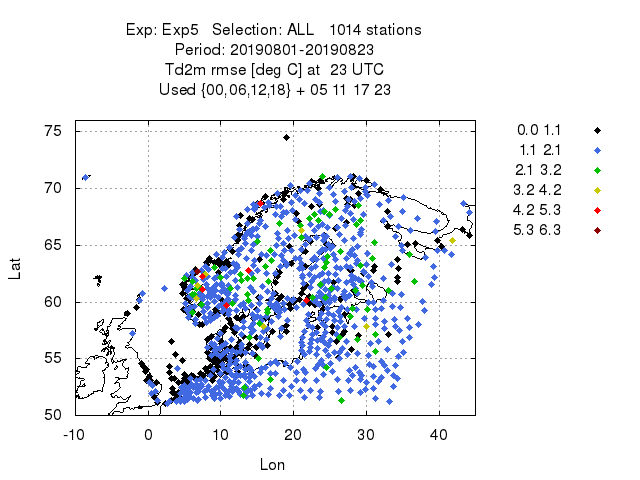 Exp: Exp5 Selection: ALL 1014 stations
Period: 20190801-20190823
Td2m rmse [deg C] at 23 UTC
Used {00,06,12,18} + 05 11 17 23
75
70
65
60
55
50
Lat
-10 0 10 20 30 40
Lon
0.0 1.1
1.1 2.1
2.1 3.2
3.2 4.2
4.2 5.3
5.3 6.3